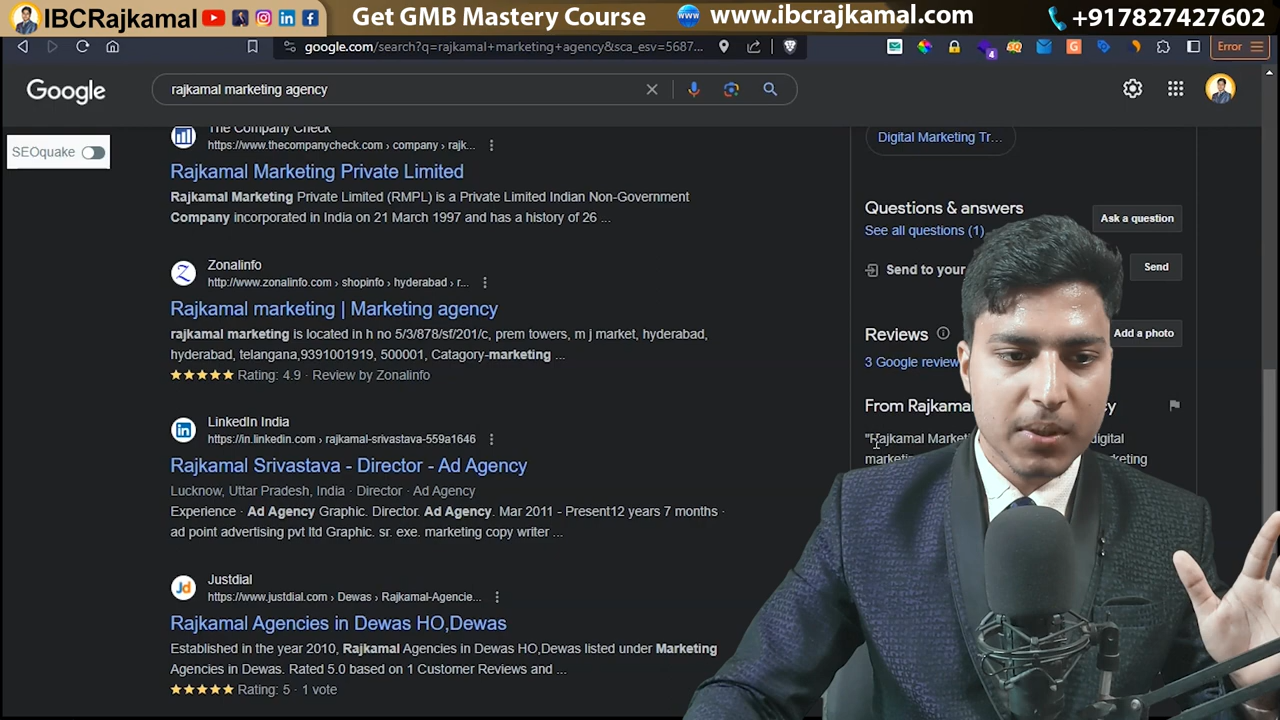 IBCRajkamal
Get GMB Mastery Course
www.ibcrajkamal.com
+917827427602
google.com/search?q=rajkamal+marketing+agency&sca_esv=5687...
4
Error
Google
rajkamal marketing agency
SEOquake
The Company Check
https://www.thecompanycheck.com › company › rajk...
Rajkamal Marketing Private Limited
Rajkamal Marketing Private Limited (RMPL) is a Private Limited Indian Non-Government
Company incorporated in India on 21 March 1997 and has a history of 26 ...
Zonalinfo
http://www.zonalinfo.com › shopinfo › hyderabad › r...
Rajkamal marketing | Marketing agency
rajkamal marketing is located in h no 5/3/878/sf/201/c, prem towers, m j market, hyderabad,
hyderabad, telangana,9391001919, 500001, Catagory-marketing ...
Rating: 4.9 · Review by Zonalinfo
LinkedIn India
https://in.linkedin.com › rajkamal-srivastava-559a1646
Rajkamal Srivastava - Director - Ad Agency
Lucknow, Uttar Pradesh, India · Director · Ad Agency
Experience · Ad Agency Graphic. Director. Ad Agency. Mar 2011 - Present12 years 7 months ·
ad point advertising pvt ltd Graphic. sr. exe. marketing copy writer ...
Jd
Justdial
https://www.justdial.com › Dewas › Rajkamal-Agencie...
Rajkamal Agencies in Dewas HO,Dewas
Established in the year 2010, Rajkamal Agencies in Dewas HO,Dewas listed under Marketing
Agencies in Dewas. Rated 5.0 based on 1 Customer Reviews and ...
Rating: 5 · 1 vote
Digital Marketing Tr...
Questions & answers
See all questions (1)
Ask a question
Send to your
Send
Reviews
Add a photo
3 Google review
From Rajkama
"Rajkamal digital
marketing